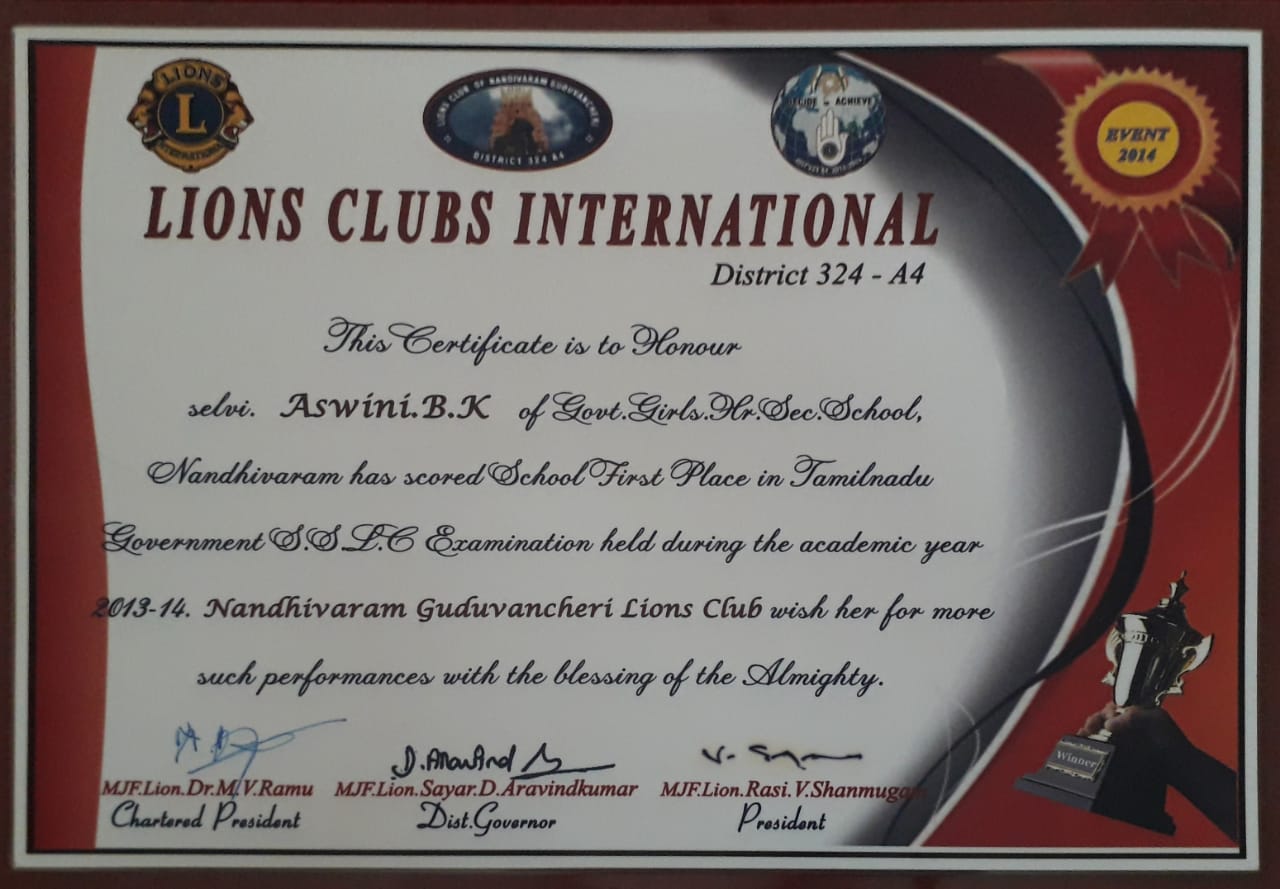 LIONS
L
INTERNATIONAL
LIONS CLUB OF NANDIVARAM GUDUVANCHERI
DISTRICT 324 A4
DECIDE ACHIEVE
EVENT
2014
LIONS CLUBS INTERNATIONAL
District 324 - A4
This Certificate is to Honour
selvi. Aswini.B.K of Govt.Girls.Hr.Sec.School,
Nandhivaram has scored School First Place in Tamilnadu
Government S.S.L.C Examination held during the academic year
2013-14. Nandhivaram Guduvancheri Lions Club wish her for more
such performances with the blessing of the Almighty.
Winner
D.Aravind
MJF.Lion.Dr.M.V.Ramu MJF.Lion.Sayar.D.Aravindkumar MJF.Lion.Rasi.V.Shanmugam
Chartered President Dist.Governor President